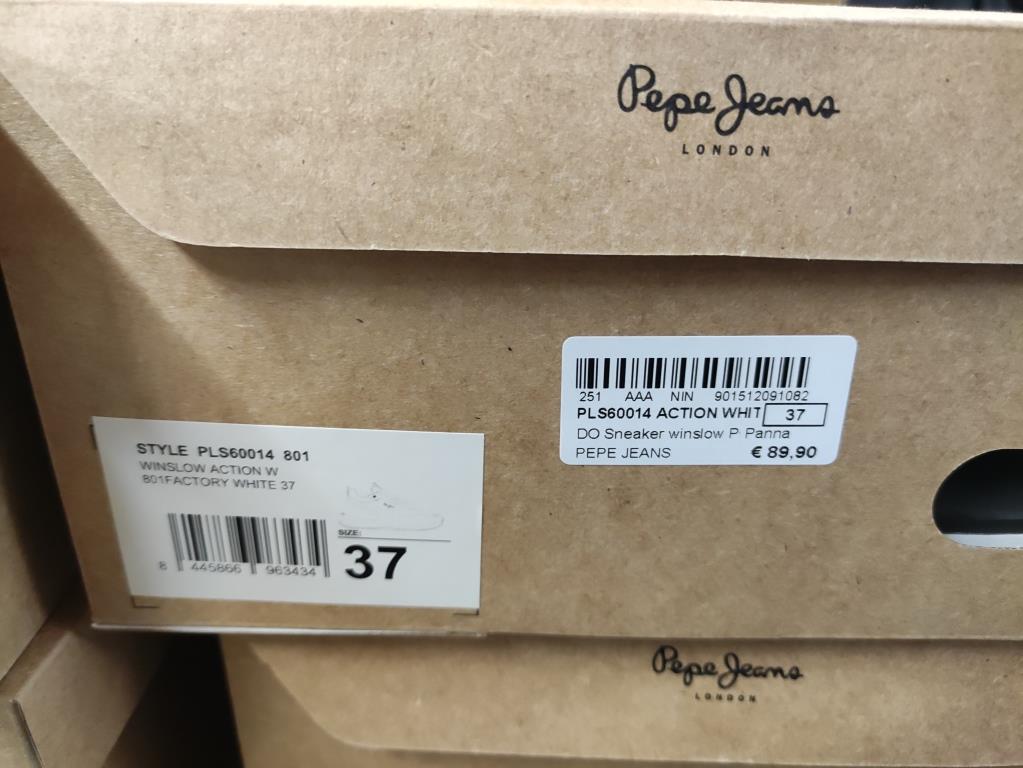 Pepe Jeans
LONDON
251 AAA NIN 901512091082
PLS60014 ACTION WHIT 37
DO Sneaker winslow P Panna
PEPE JEANS € 89,90
STYLE PLS60014 801
WINSLOW ACTION W
801FACTORY WHITE 37
SIZE:
37
8 445866 963434
Pepe Jeans
LONDON